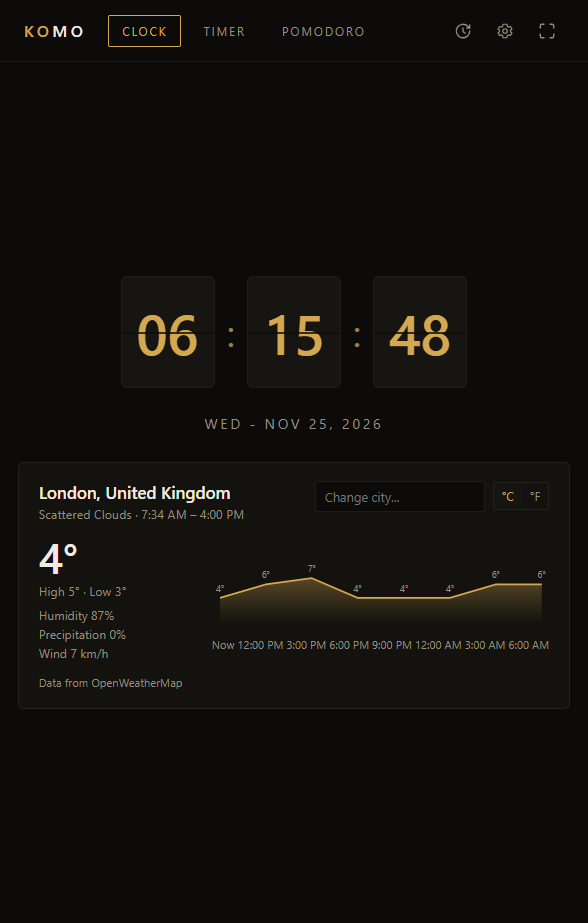 KOMO CLOCK TIMER POMODORO
06 : 15 : 48
WED - NOV 25, 2026
London, United Kingdom
Change city... °C °F
Scattered Clouds · 7:34 AM – 4:00 PM
4°
High 5° · Low 3°
Humidity 87%
Precipitation 0%
Wind 7 km/h
4° 6° 7° 4° 4° 4° 6° 6°
Now 12:00 PM 3:00 PM 6:00 PM 9:00 PM 12:00 AM 3:00 AM 6:00 AM
Data from OpenWeatherMap